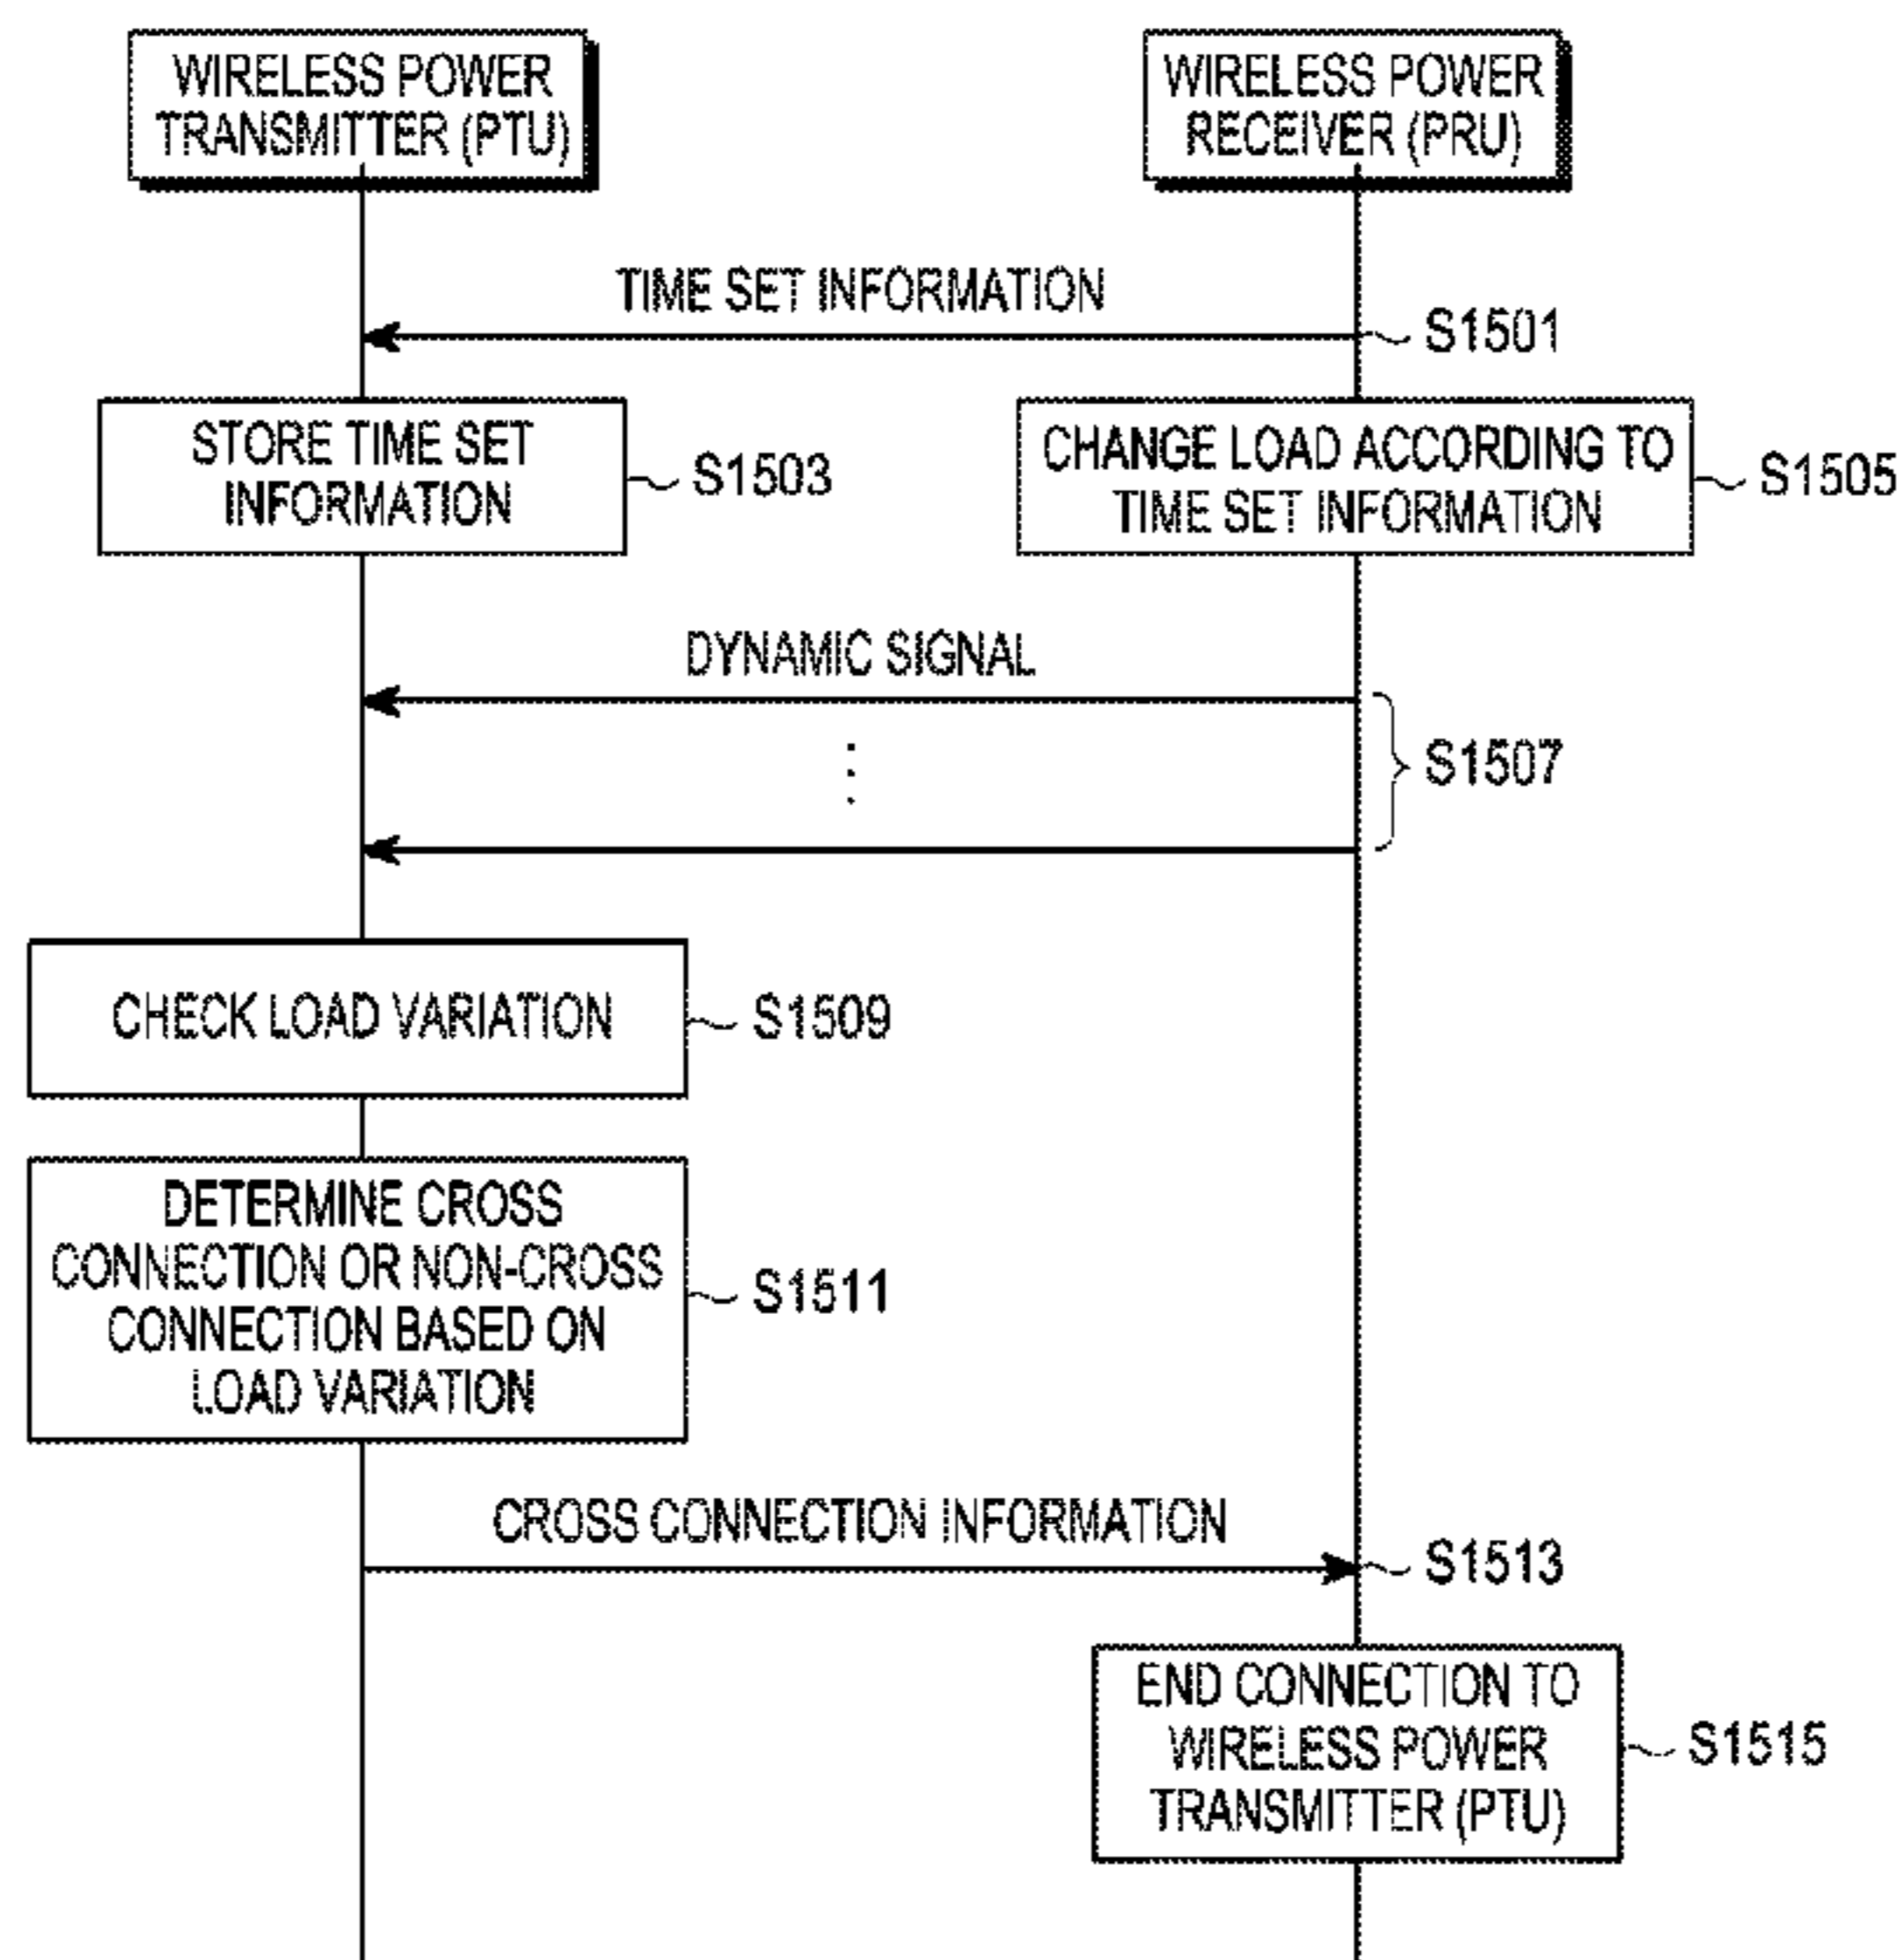 WIRELESS POWER
TRANSMITTER (PTU)
WIRELESS POWER
RECEIVER (PRU)
TIME SET INFORMATION
S1501
STORE TIME SET
INFORMATION
S1503
CHANGE LOAD ACCORDING TO
TIME SET INFORMATION
S1505
DYNAMIC SIGNAL
S1507
CHECK LOAD VARIATION
S1509
DETERMINE CROSS
CONNECTION OR NON-CROSS
CONNECTION BASED ON
LOAD VARIATION
S1511
CROSS CONNECTION INFORMATION
S1513
END CONNECTION TO
WIRELESS POWER
TRANSMITTER (PTU)
S1515